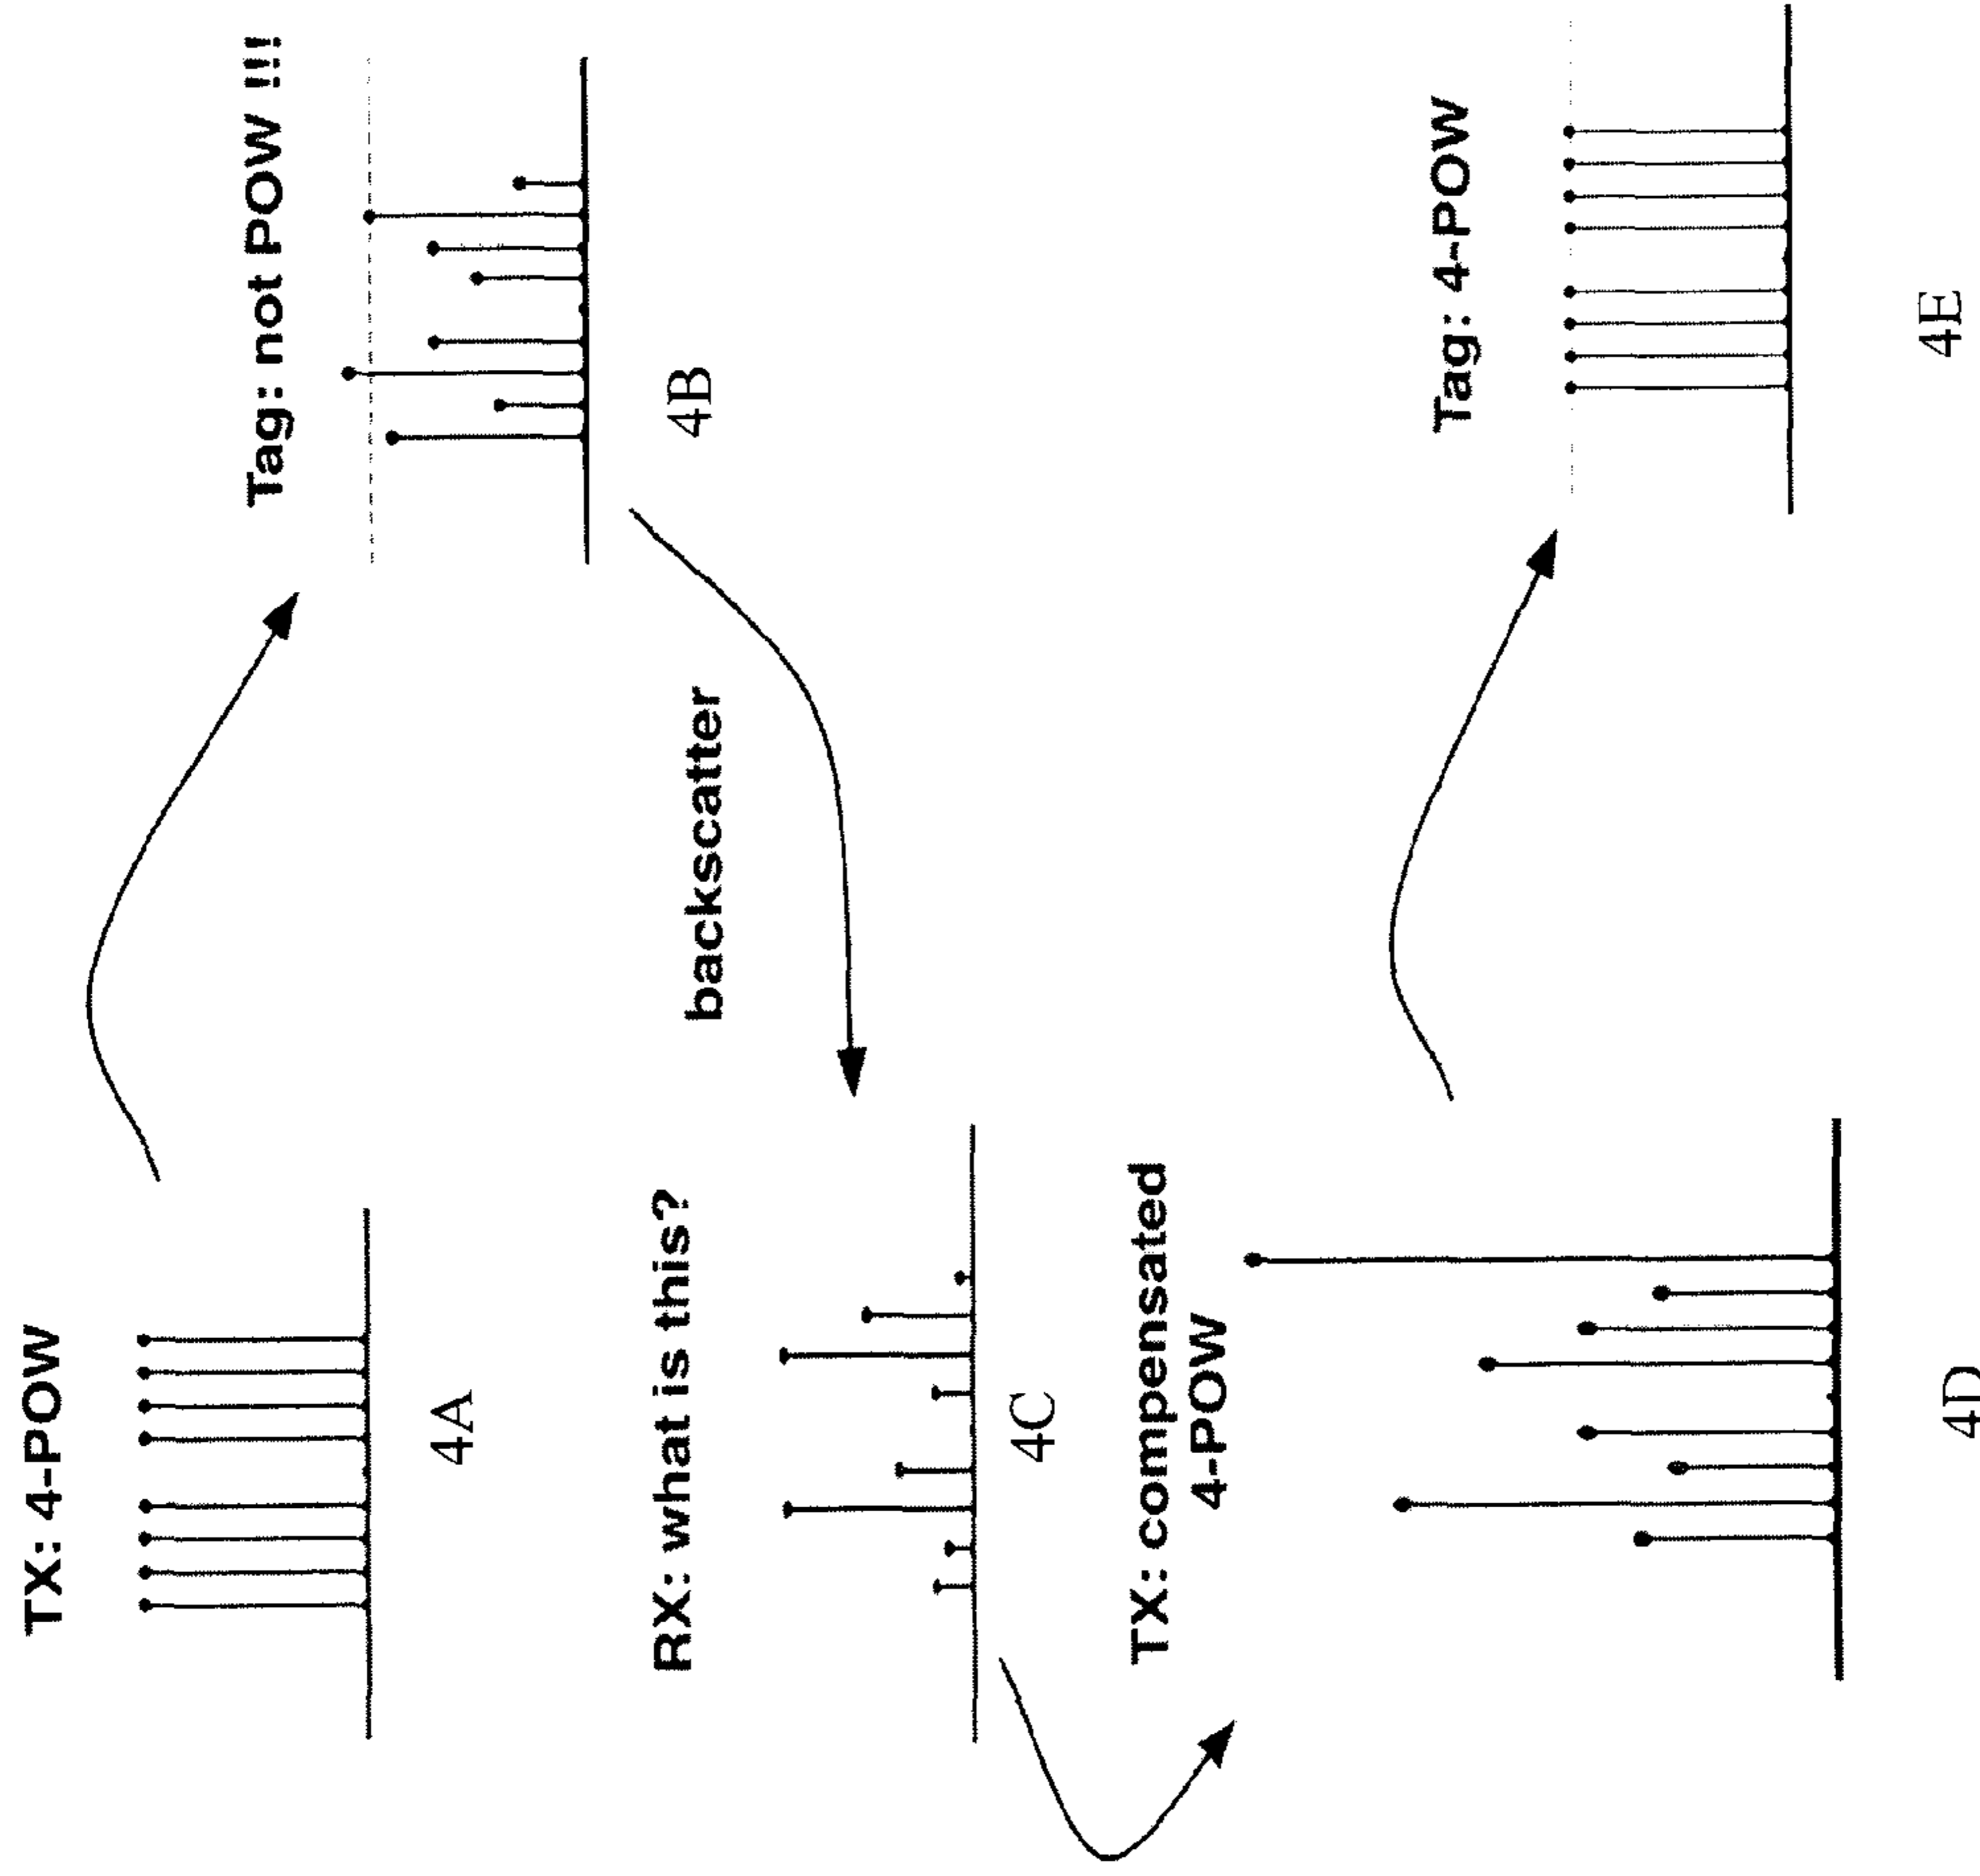 TX: 4-POW
4A
Tag: not POW !!!
4B
backscatter
RX: what is this?
4C
TX: compensated
4-POW
4D
Tag: 4-POW
4E